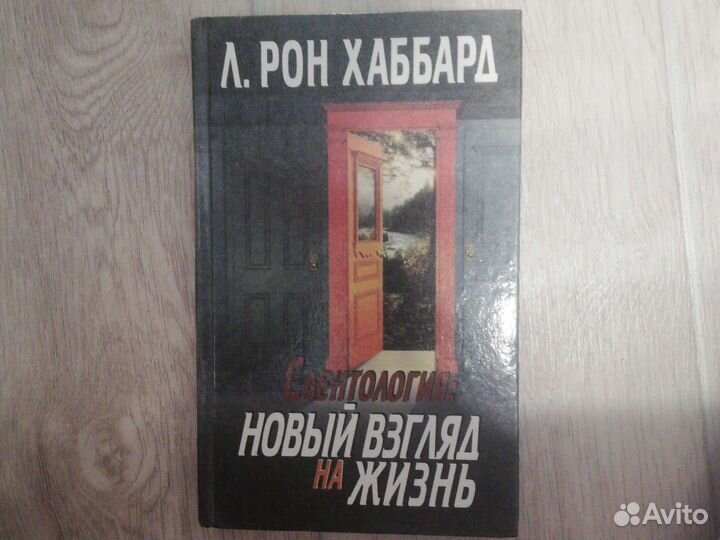 Л. РОН ХАББАРД
САЕНТОЛОГИЯ:
НОВЫЙ ВЗГЛЯД
НА ЖИЗНЬ
Avito